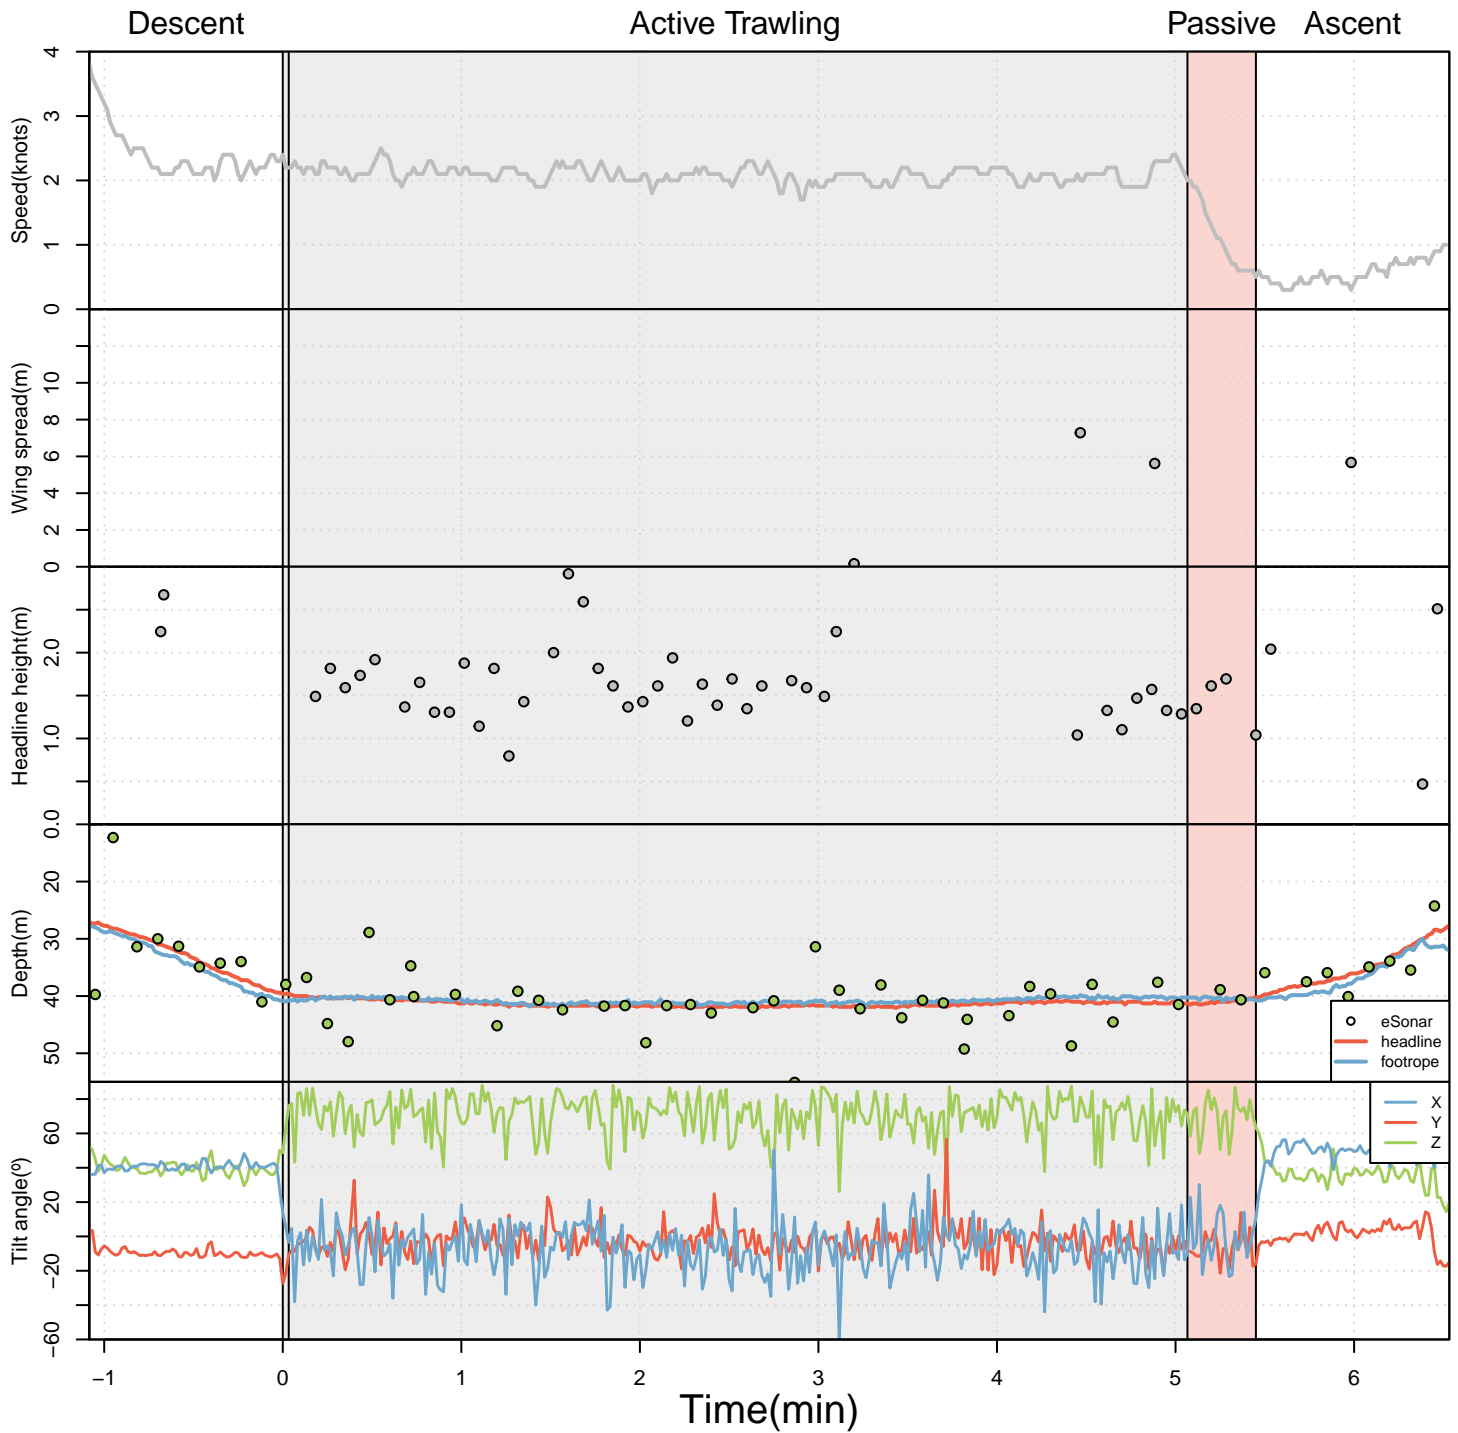 Descent Active Trawling Passive Ascent
Speed(knots)
4
3
2
1
0
Wing spread(m)
10
8
6
4
2
0
Headline height(m)
2.0
1.0
0.0
Depth(m)
20
30
40
50
eSonar
headline
footrope
Tilt angle(º)
60
20
−20
−60
X
Y
Z
−1 0 1 2 3 4 5 6
Time(min)